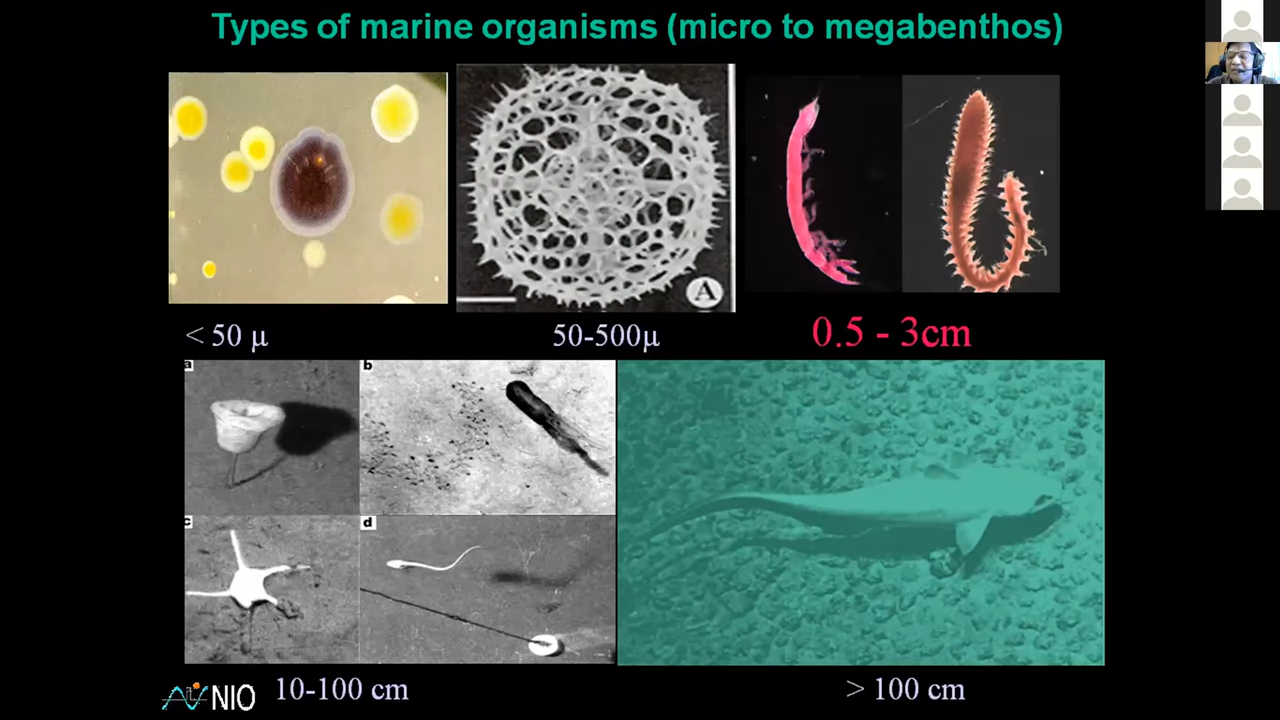 Types of marine organisms (micro to megabenthos)
A
< 50 µ
50-500µ
0.5 - 3cm
a
b
c
d
NIO
10-100 cm
> 100 cm